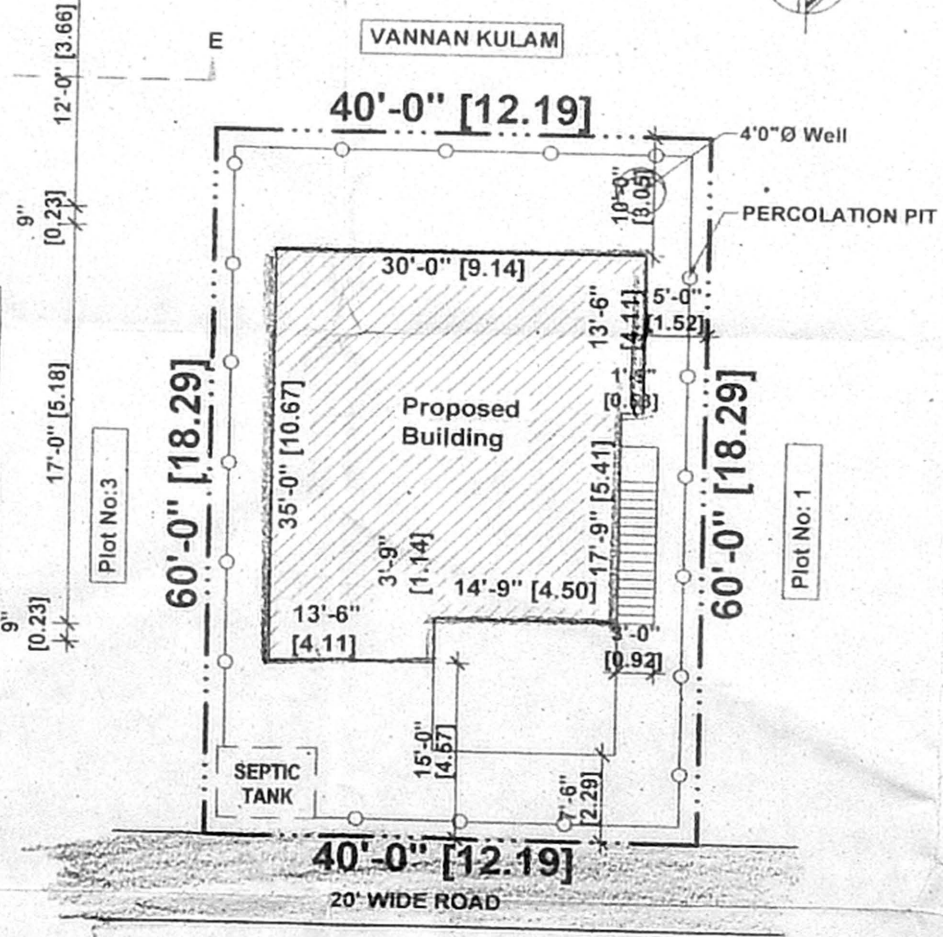 12'-0" [3.66]
E
VANNAN KULAM
40'-0" [12.19]
4'0"Ø Well
10'-0"
[3.05]
9"
[0.23]
PERCOLATION PIT
30'-0" [9.14]
13'-6"
[4.11]
5'-0"
[1.52]
17'-0" [5.18]
60'-0" [18.29]
35'-0" [10.67]
Proposed
Building
17'-9" [5.41]
60'-0" [18.29]
Plot No:3
Plot No: 1
3'-9"
[1.14]
14'-9" [4.50]
9"
[0.23]
13'-6"
[4.11]
3'-0"
[0.92]
15'-0"
[4.57]
SEPTIC
TANK
7'-6"
[2.29]
40'-0" [12.19]
20' WIDE ROAD